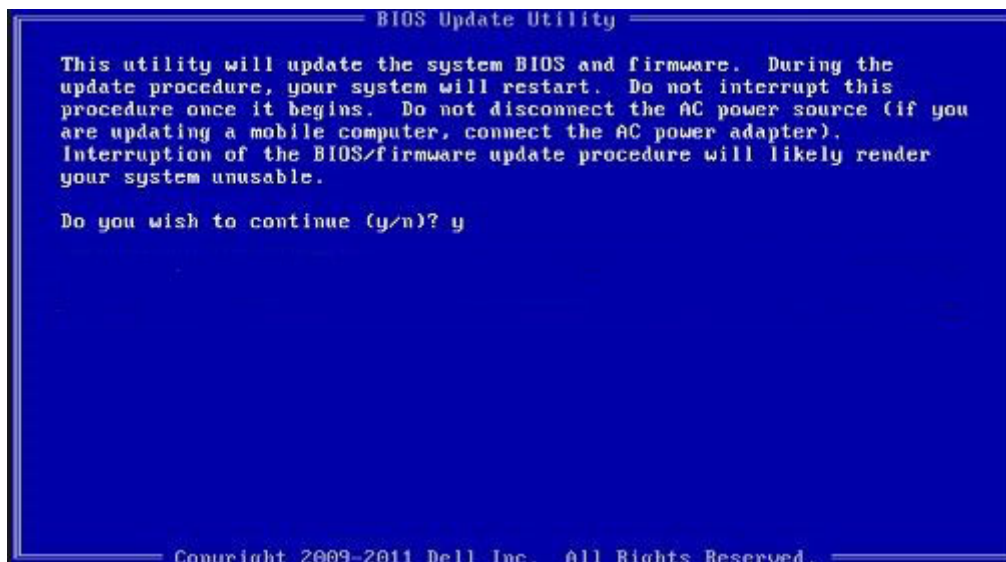 BIOS Update Utility
This utility will update the system BIOS and firmware. During the
update procedure, your system will restart. Do not interrupt this
procedure once it begins. Do not disconnect the AC power source (if you
are updating a mobile computer, connect the AC power adapter).
Interruption of the BIOS/firmware update procedure will likely render
your system unusable.
Do you wish to continue (y/n)? y
Copyright 2009-2011 Dell Inc. All Rights Reserved.